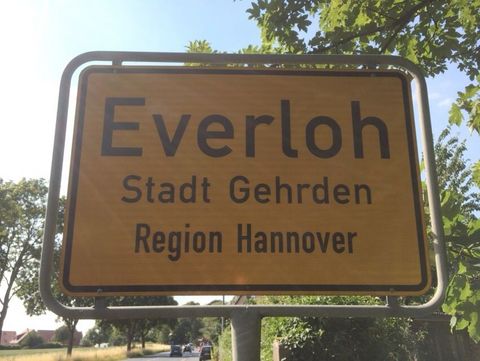 Everloh
Stadt Gehrden
Region Hannover